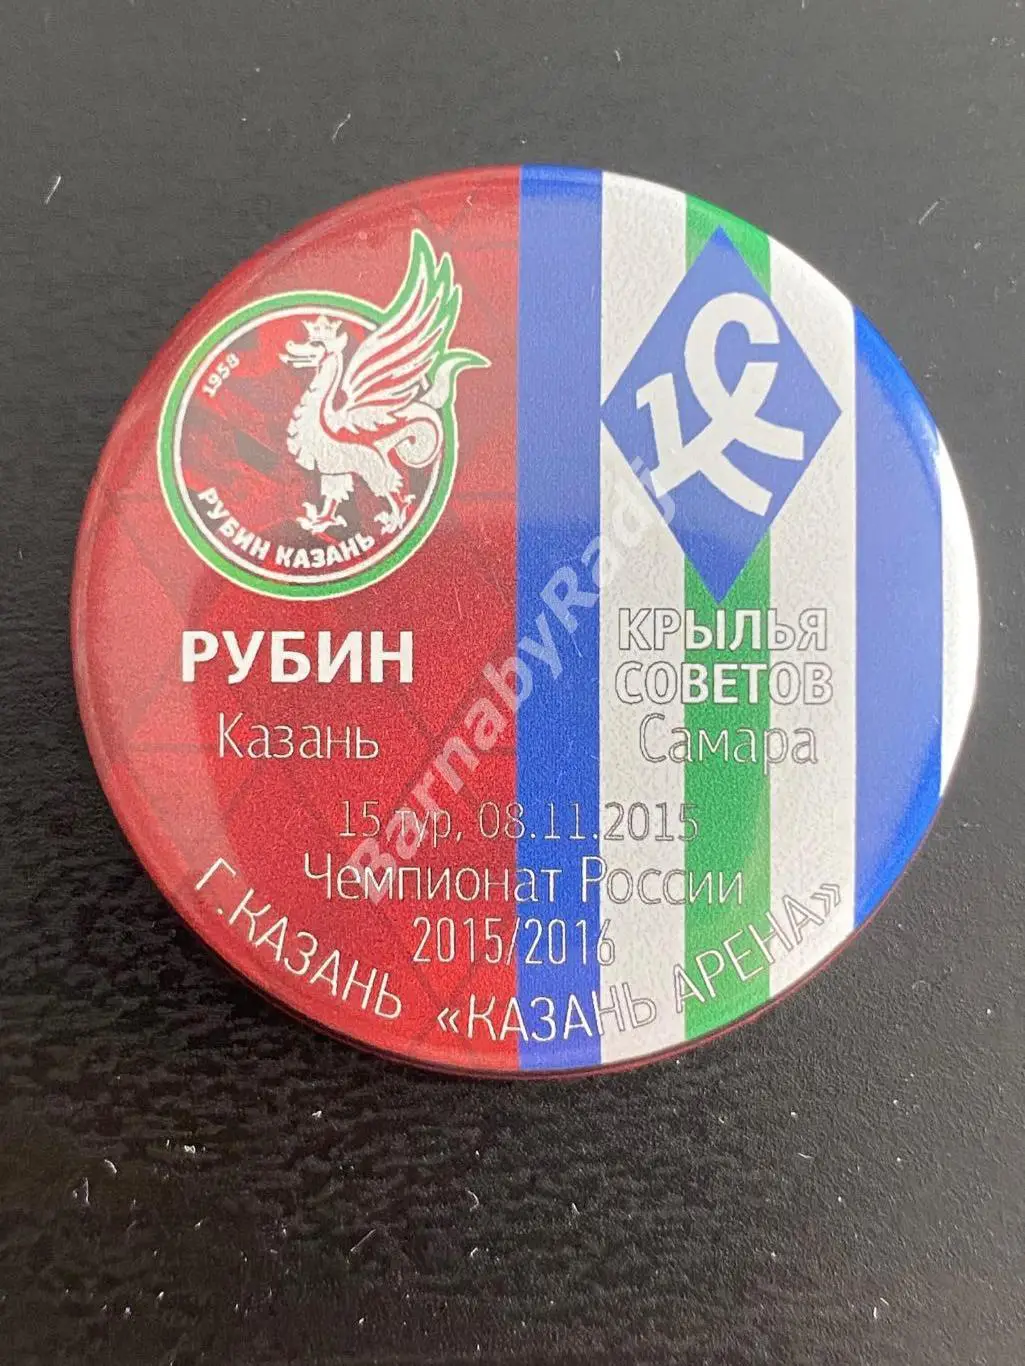 1958
РУБИН КАЗАНЬ
РУБИН
Казань
КС
КРЫЛЬЯ
СОВЕТОВ
Самара
15 тур, 08.11.2015
Чемпионат России
2015/2016
Г.КАЗАНЬ «КАЗАНЬ АРЕНА»
BarnabyRadj